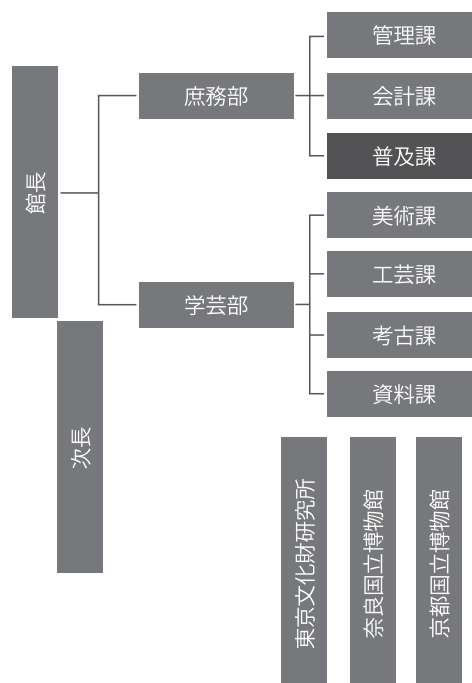 館長
次長
庶務部
管理課
会計課
普及課
学芸部
美術課
工芸課
考古課
資料課
東京文化財研究所
奈良国立博物館
京都国立博物館